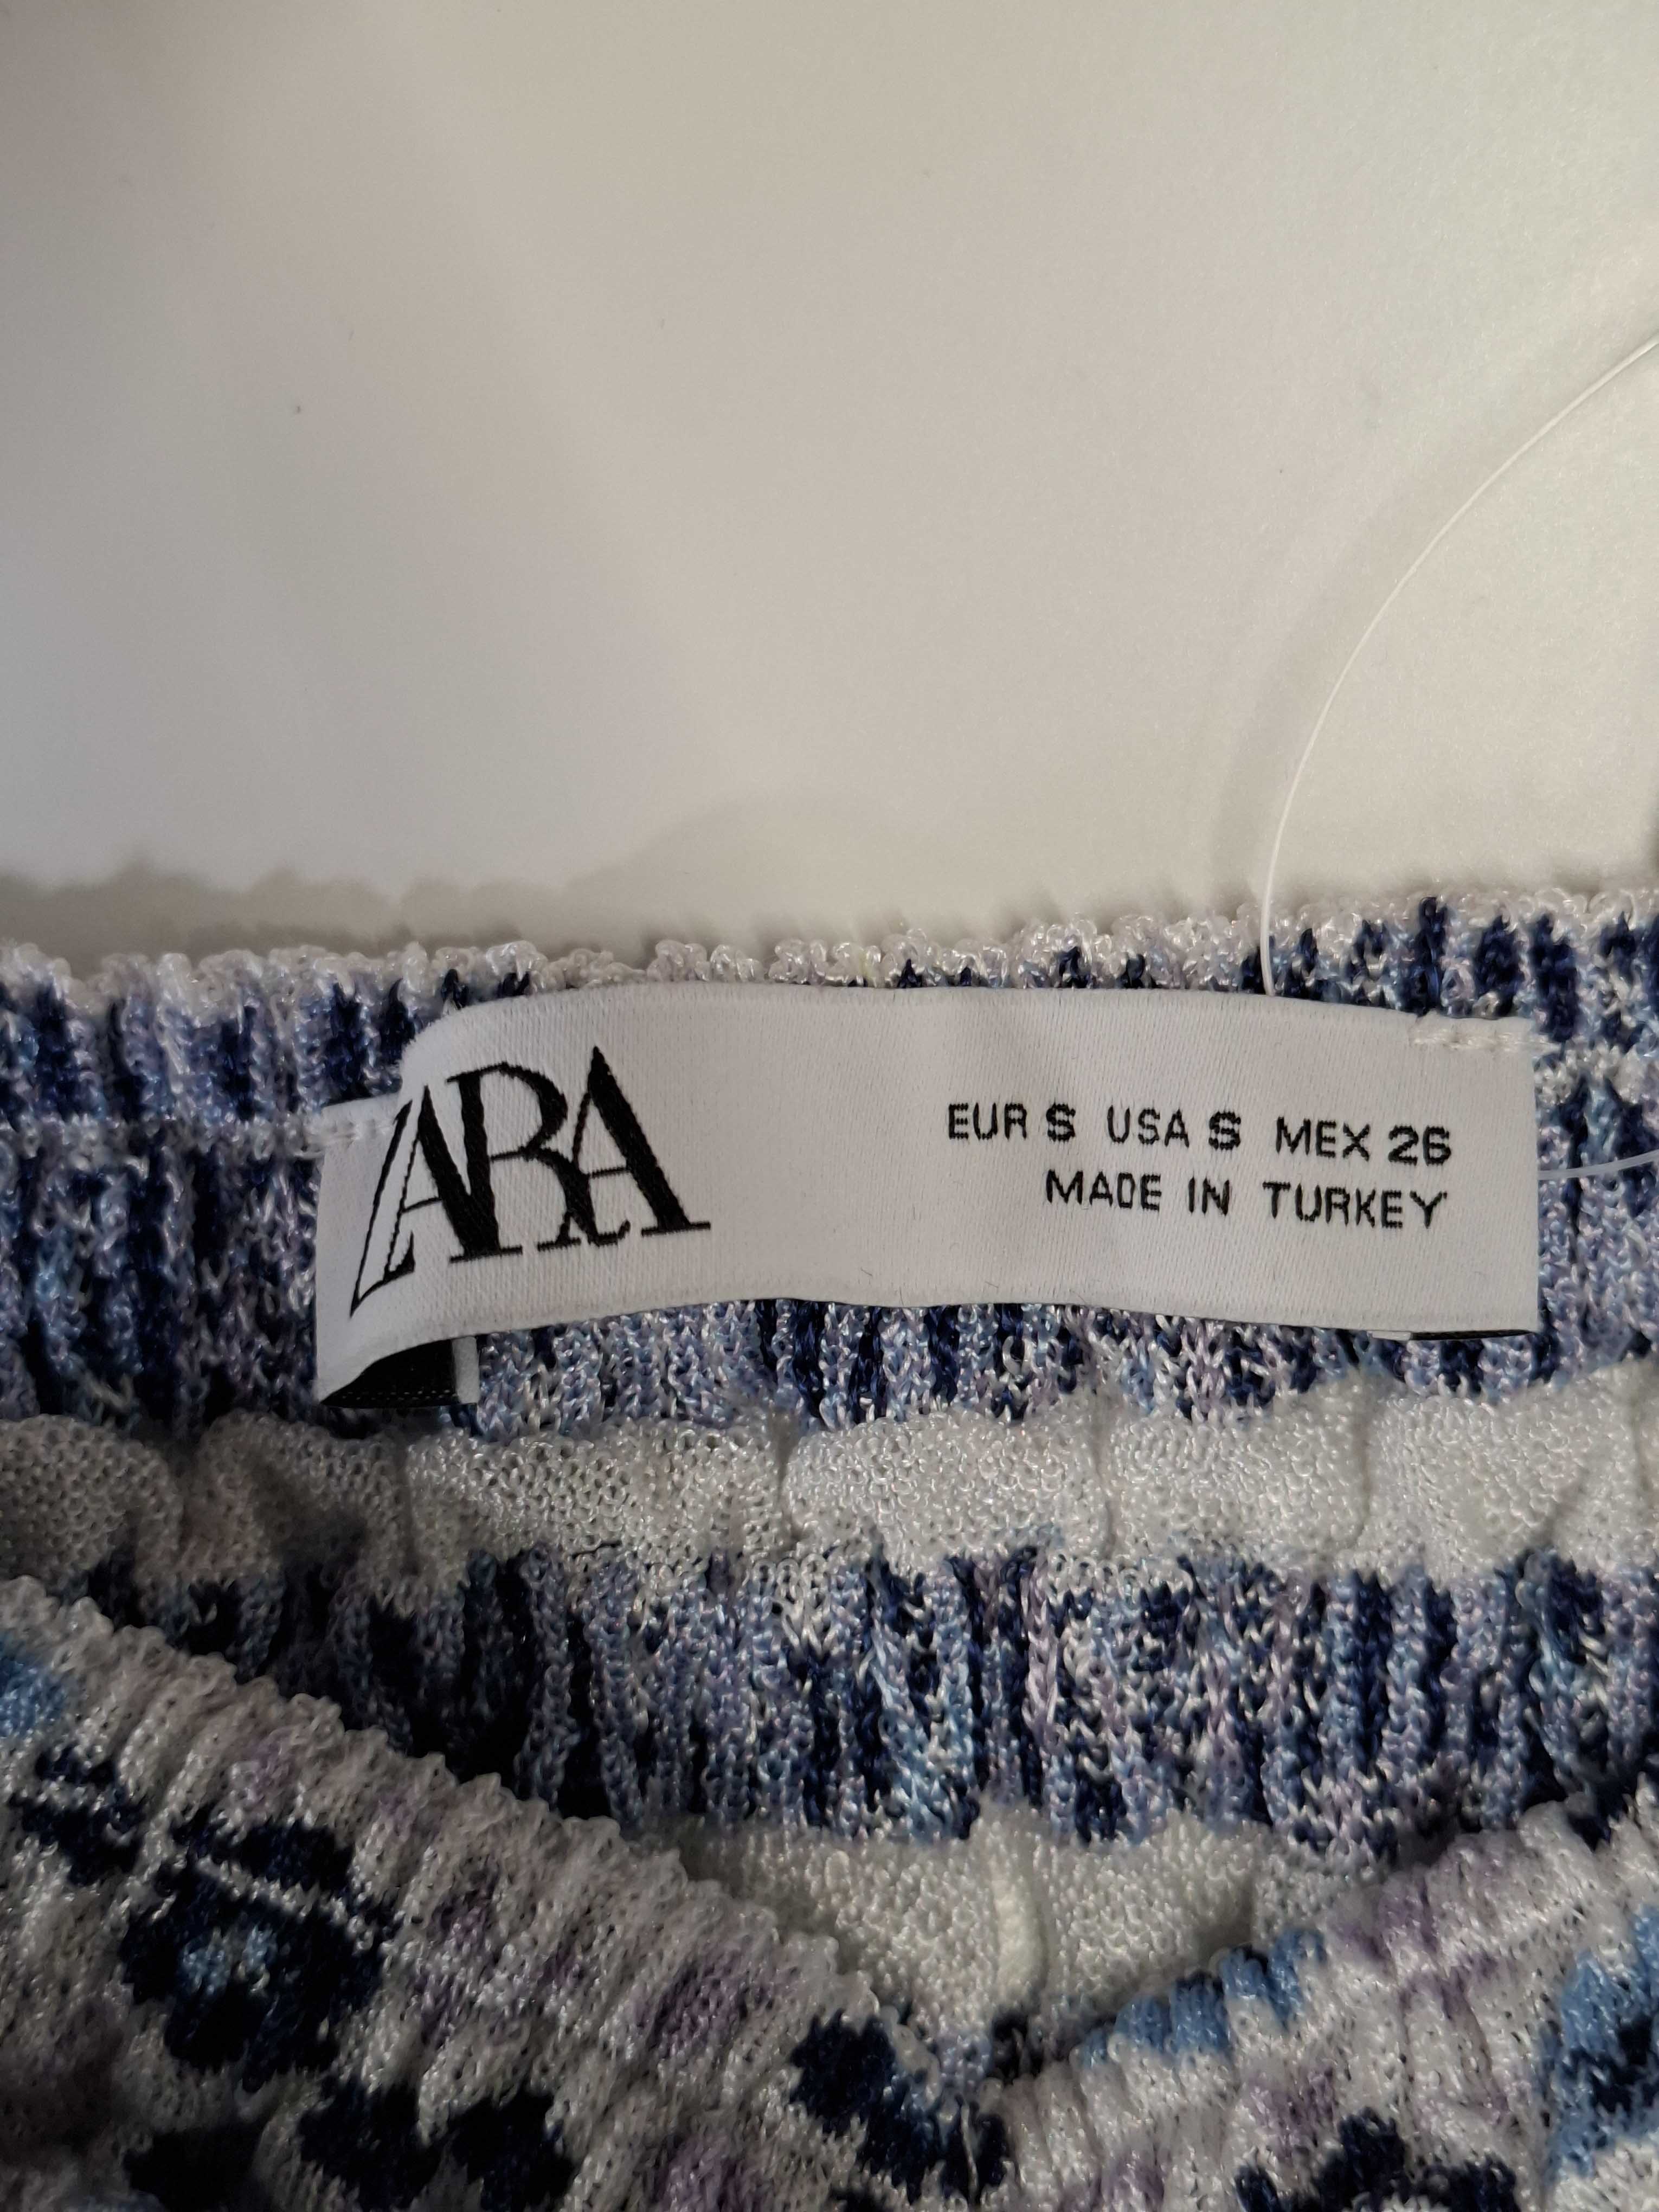 ZARA
EUR S USA S MEX 26
MADE IN TURKEY